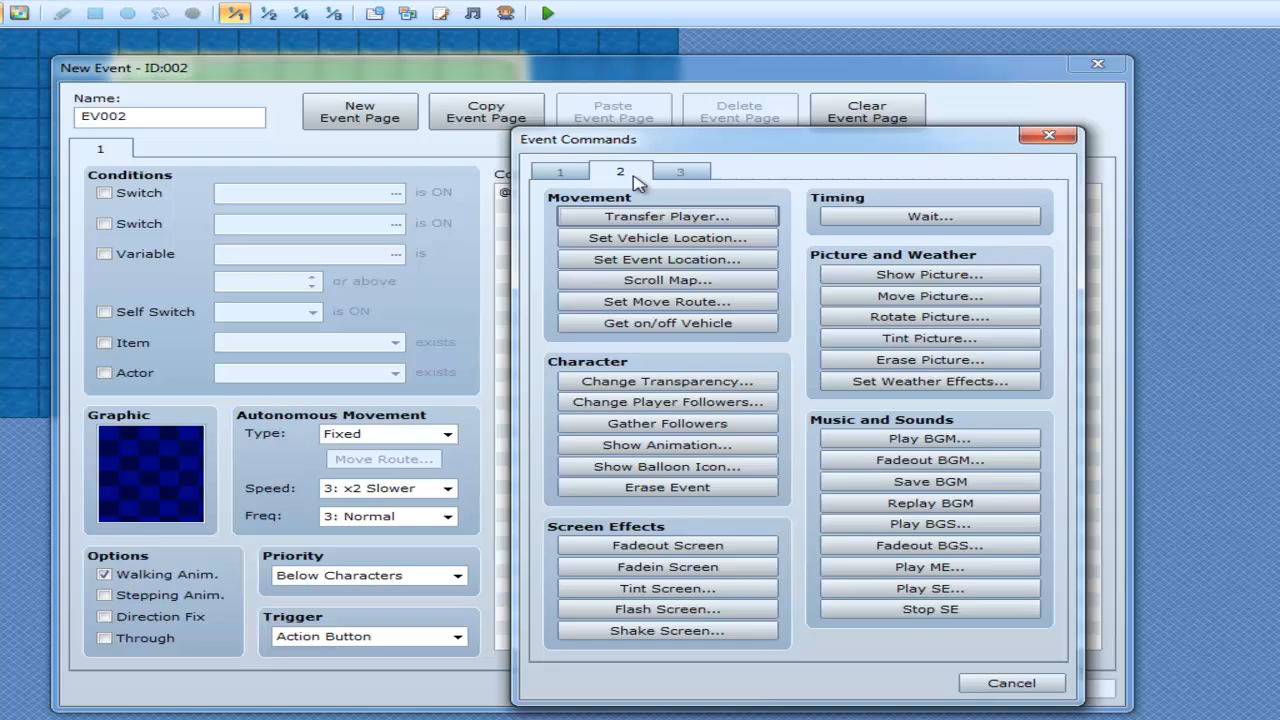 New Event - ID:002
Name:
EV002
New
Event Page
Copy
Event Page
Paste
Event Page
Delete
Event Page
Clear
Event Page
1
Conditions
Switch
... is ON
Switch
... is ON
Variable
... is
or above
Self Switch
is ON
Item
exists
Actor
exists
Graphic
Autonomous Movement
Type: Fixed
Move Route...
Speed: 3: x2 Slower
Freq: 3: Normal
Options
Walking Anim.
Stepping Anim.
Direction Fix
Through
Priority
Below Characters
Trigger
Action Button
Event Commands
1 2 3
Movement
Transfer Player...
Set Vehicle Location...
Set Event Location...
Scroll Map...
Set Move Route...
Get on/off Vehicle
Character
Change Transparency...
Change Player Followers...
Gather Followers
Show Animation...
Show Balloon Icon...
Erase Event
Screen Effects
Fadeout Screen
Fadein Screen
Tint Screen...
Flash Screen...
Shake Screen...
Timing
Wait...
Picture and Weather
Show Picture...
Move Picture...
Rotate Picture....
Tint Picture...
Erase Picture...
Set Weather Effects...
Music and Sounds
Play BGM...
Fadeout BGM...
Save BGM
Replay BGM
Play BGS...
Fadeout BGS...
Play ME...
Play SE...
Stop SE
Cancel